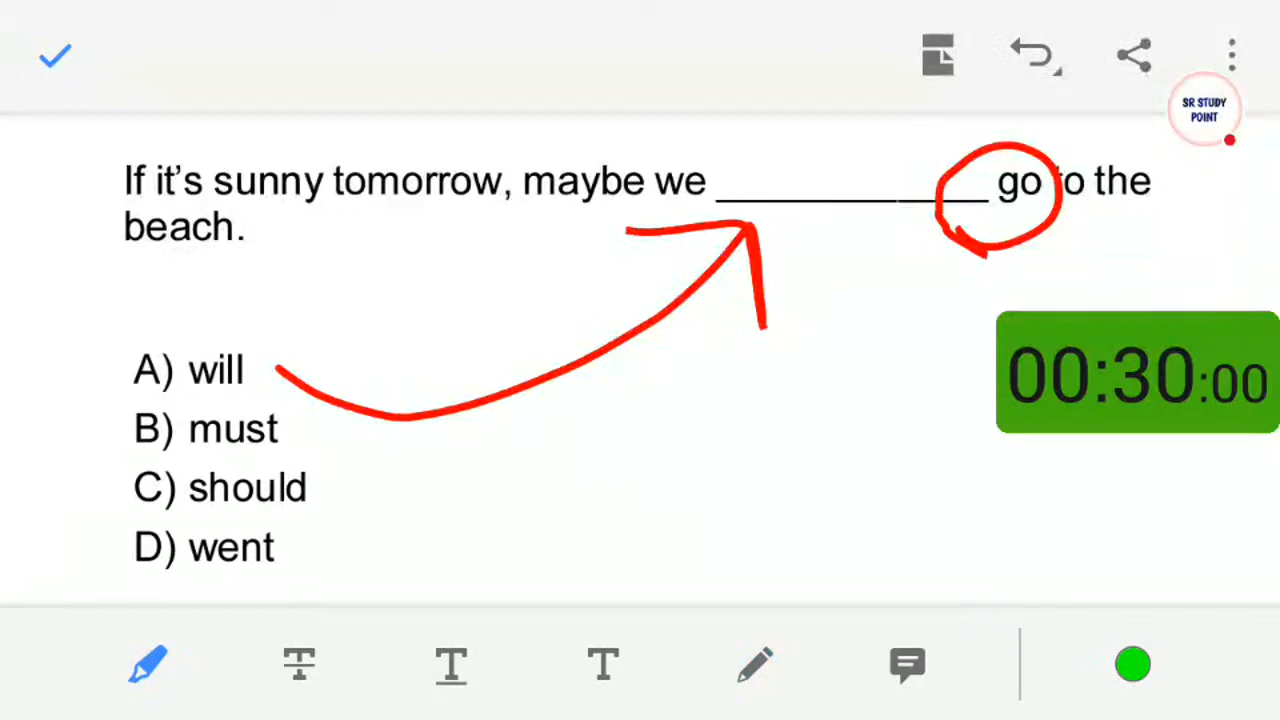 SR STUDY
POINT
If it’s sunny tomorrow, maybe we ____________ go to the
beach.
A) will
00:30:00
B) must
C) should
D) went